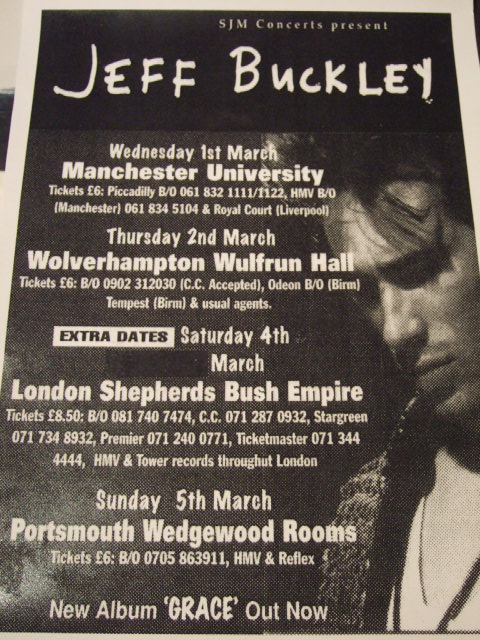 SJM Concerts present
JEFF BUCKLEY
Wednesday 1st March
Manchester University
Tickets £6: Piccadilly B/O 061 832 1111/1122, HMV B/O
(Manchester) 061 834 5104 & Royal Court (Liverpool)
Thursday 2nd March
Wolverhampton Wulfrun Hall
Tickets £6: B/O 0902 312030 (C.C. Accepted), Odeon B/O (Birm)
Tempest (Birm) & usual agents.
EXTRA DATES Saturday 4th
March
London Shepherds Bush Empire
Tickets £8.50: B/O 081 740 7474, C.C. 071 287 0932, Stargreen
071 734 8932, Premier 071 240 0771, Ticketmaster 071 344
4444, HMV & Tower records throughut London
Sunday 5th March
Portsmouth Wedgewood Rooms
Tickets £6: B/O 0705 863911, HMV & Reflex
New Album 'GRACE' Out Now